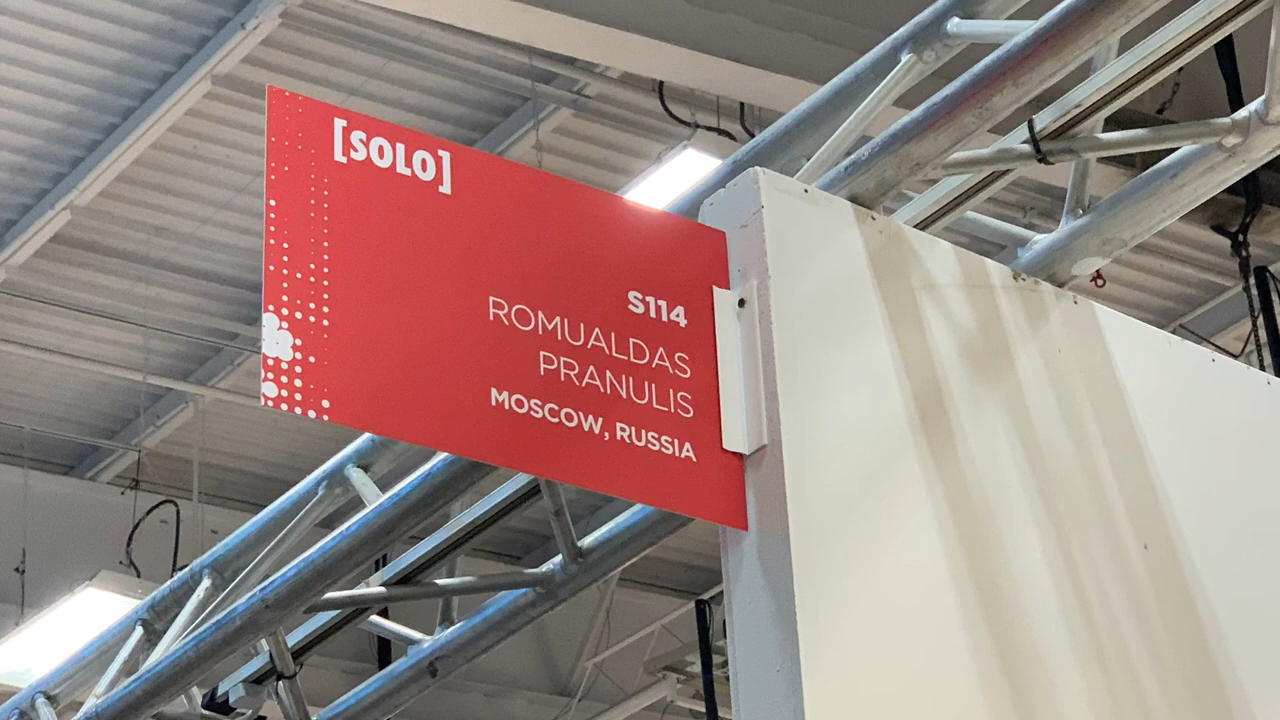 [SOLO]
S114
ROMUALDAS
PRANULIS
MOSCOW, RUSSIA